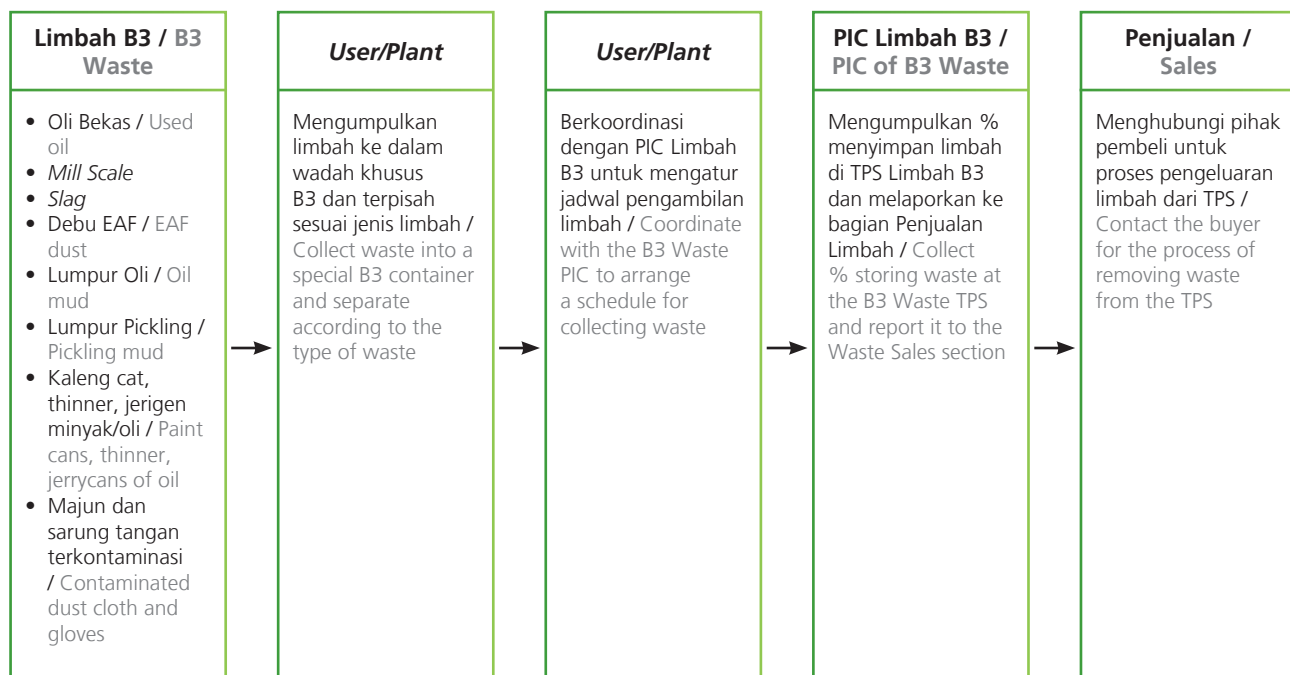 Limbah B3 / B3
Waste
• Oli Bekas / Used
oil
• Mill Scale
• Slag
• Debu EAF / EAF
dust
• Lumpur Oli / Oil
mud
• Lumpur Pickling /
Pickling mud
• Kaleng cat,
thinner, jerigen
minyak/oli / Paint
cans, thinner,
jerrycans of oil
• Majun dan
sarung tangan
terkontaminasi
/ Contaminated
dust cloth and
gloves
User/Plant
Mengumpulkan
limbah ke dalam
wadah khusus
B3 dan terpisah
sesuai jenis limbah /
Collect waste into a
special B3 container
and separate
according to the
type of waste
User/Plant
Berkoordinasi
dengan PIC Limbah
B3 untuk mengatur
jadwal pengambilan
limbah / Coordinate
with the B3 Waste
PIC to arrange
a schedule for
collecting waste
PIC Limbah B3 /
PIC of B3 Waste
Mengumpulkan %
menyimpan limbah
di TPS Limbah B3
dan melaporkan ke
bagian Penjualan
Limbah / Collect
% storing waste at
the B3 Waste TPS
and report it to the
Waste Sales section
Penjualan /
Sales
Menghubungi pihak
pembeli untuk
proses pengeluaran
limbah dari TPS /
Contact the buyer
for the process of
removing waste
from the TPS